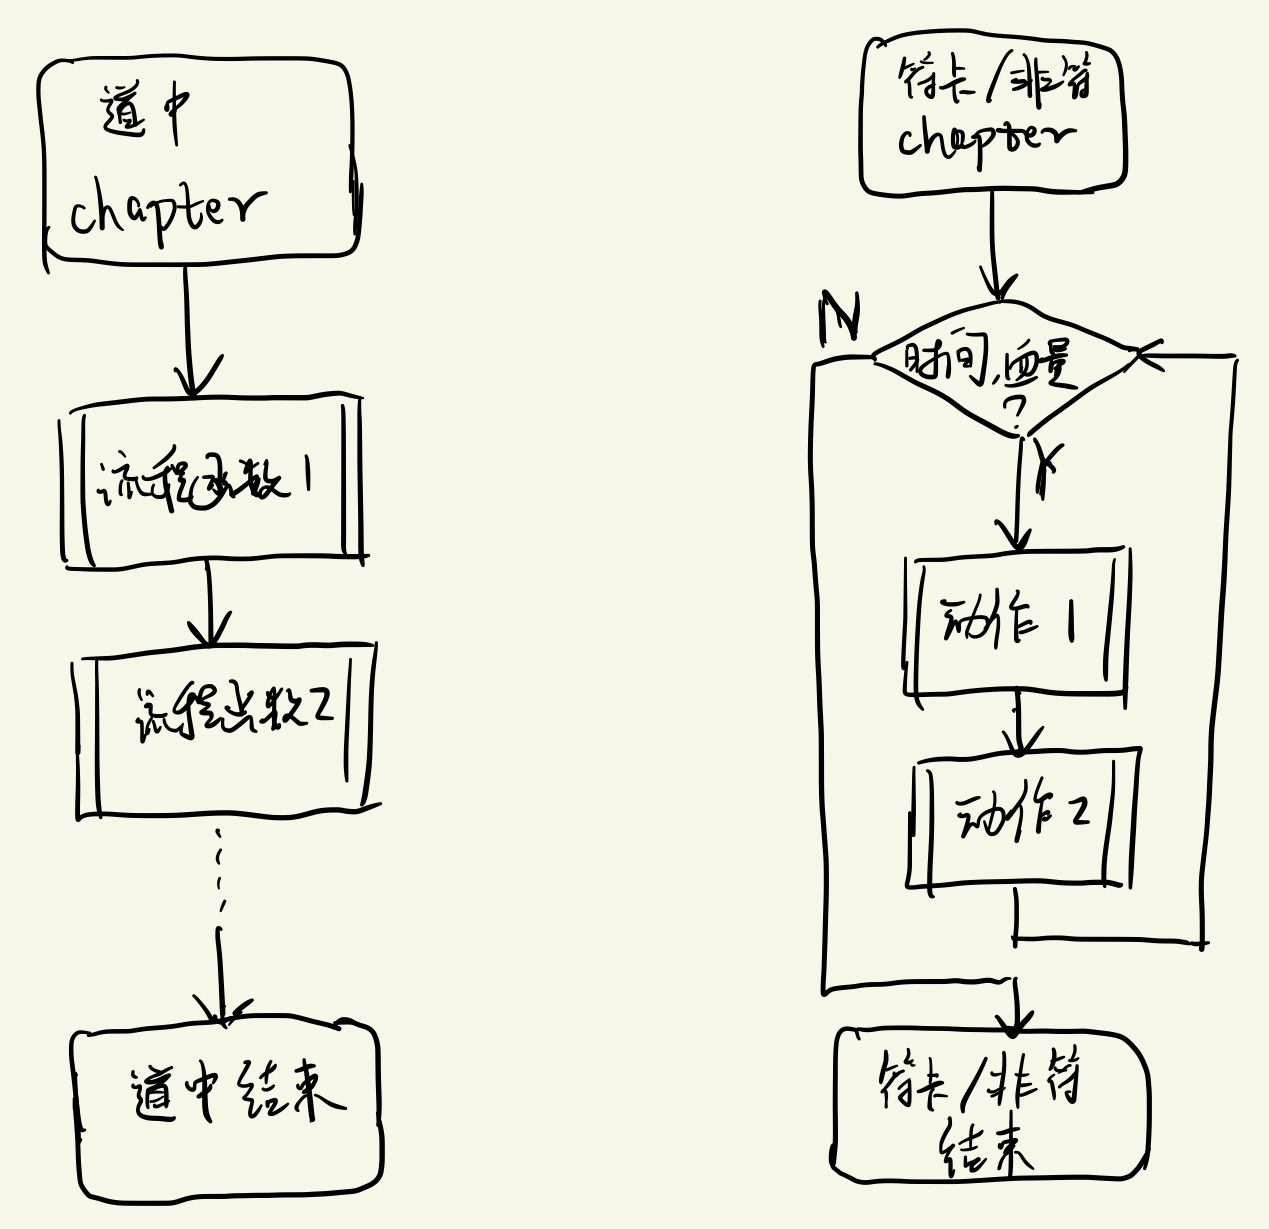 道中
chapter
流程函数1
流程函数2
道中结束
符卡/非符
chapter
N
时间、血量
?
Y
动作1
动作2
符卡/非符
结束